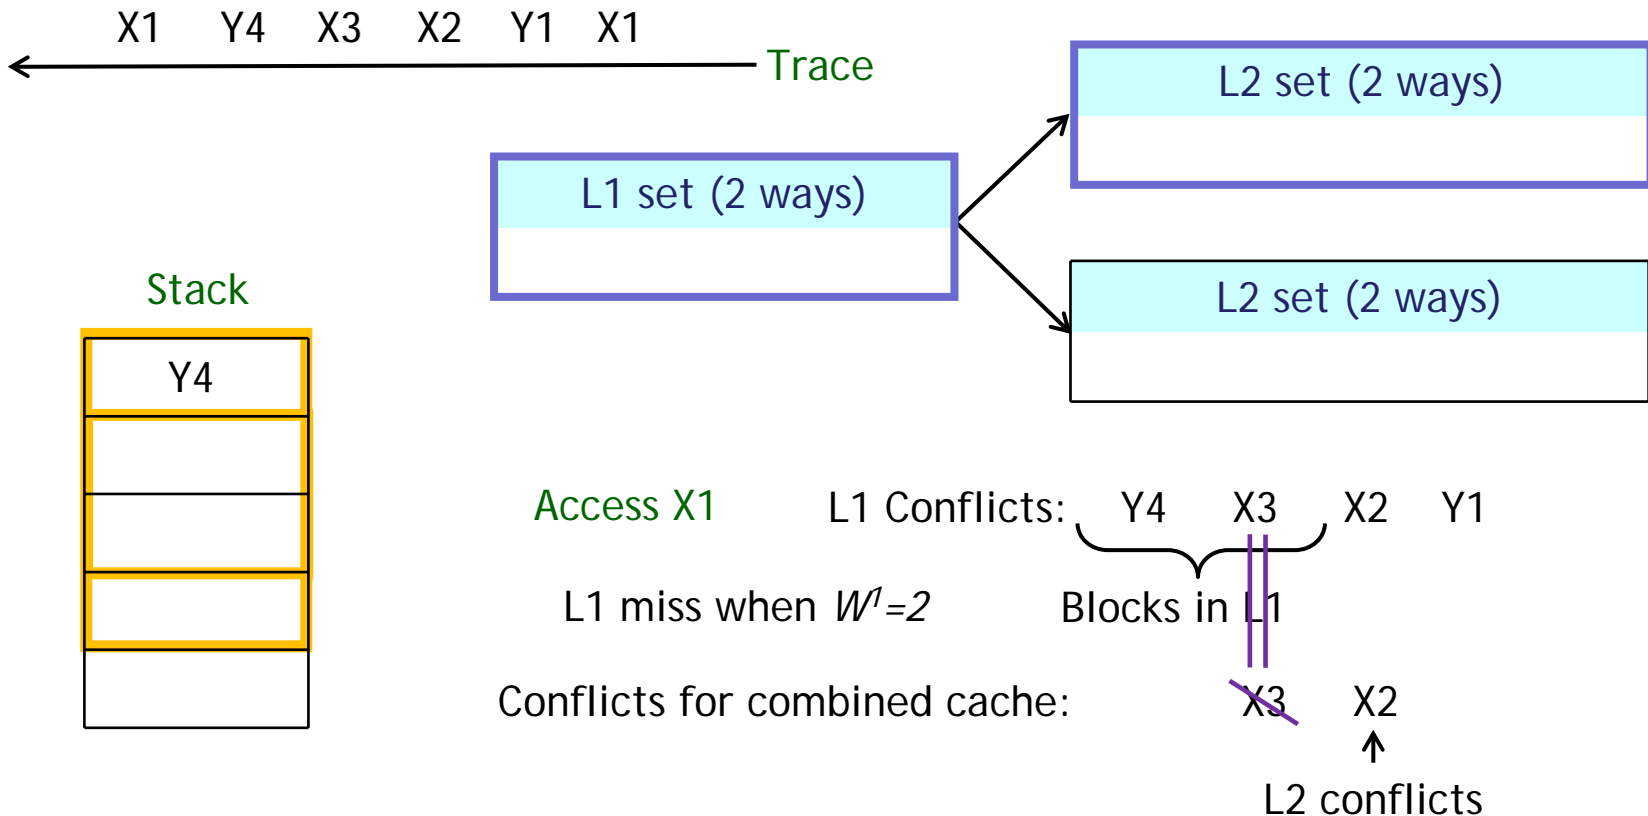 X1 Y4 X3 X2 Y1 X1
Trace
L2 set (2 ways)
L1 set (2 ways)
L2 set (2 ways)
Stack
Y4
Access X1 L1 Conflicts: Y4 X3 X2 Y1
L1 miss when W¹=2 Blocks in L1
Conflicts for combined cache: X3 X2
L2 conflicts